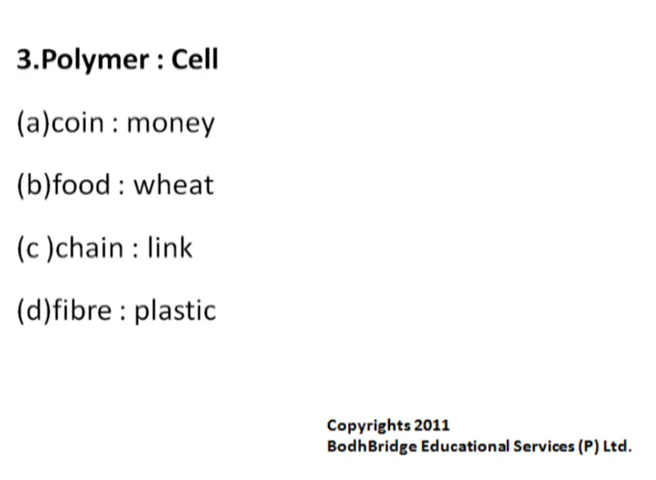 3.Polymer : Cell
(a)coin : money
(b)food : wheat
(c )chain : link
(d)fibre : plastic
Copyrights 2011
BodhBridge Educational Services (P) Ltd.